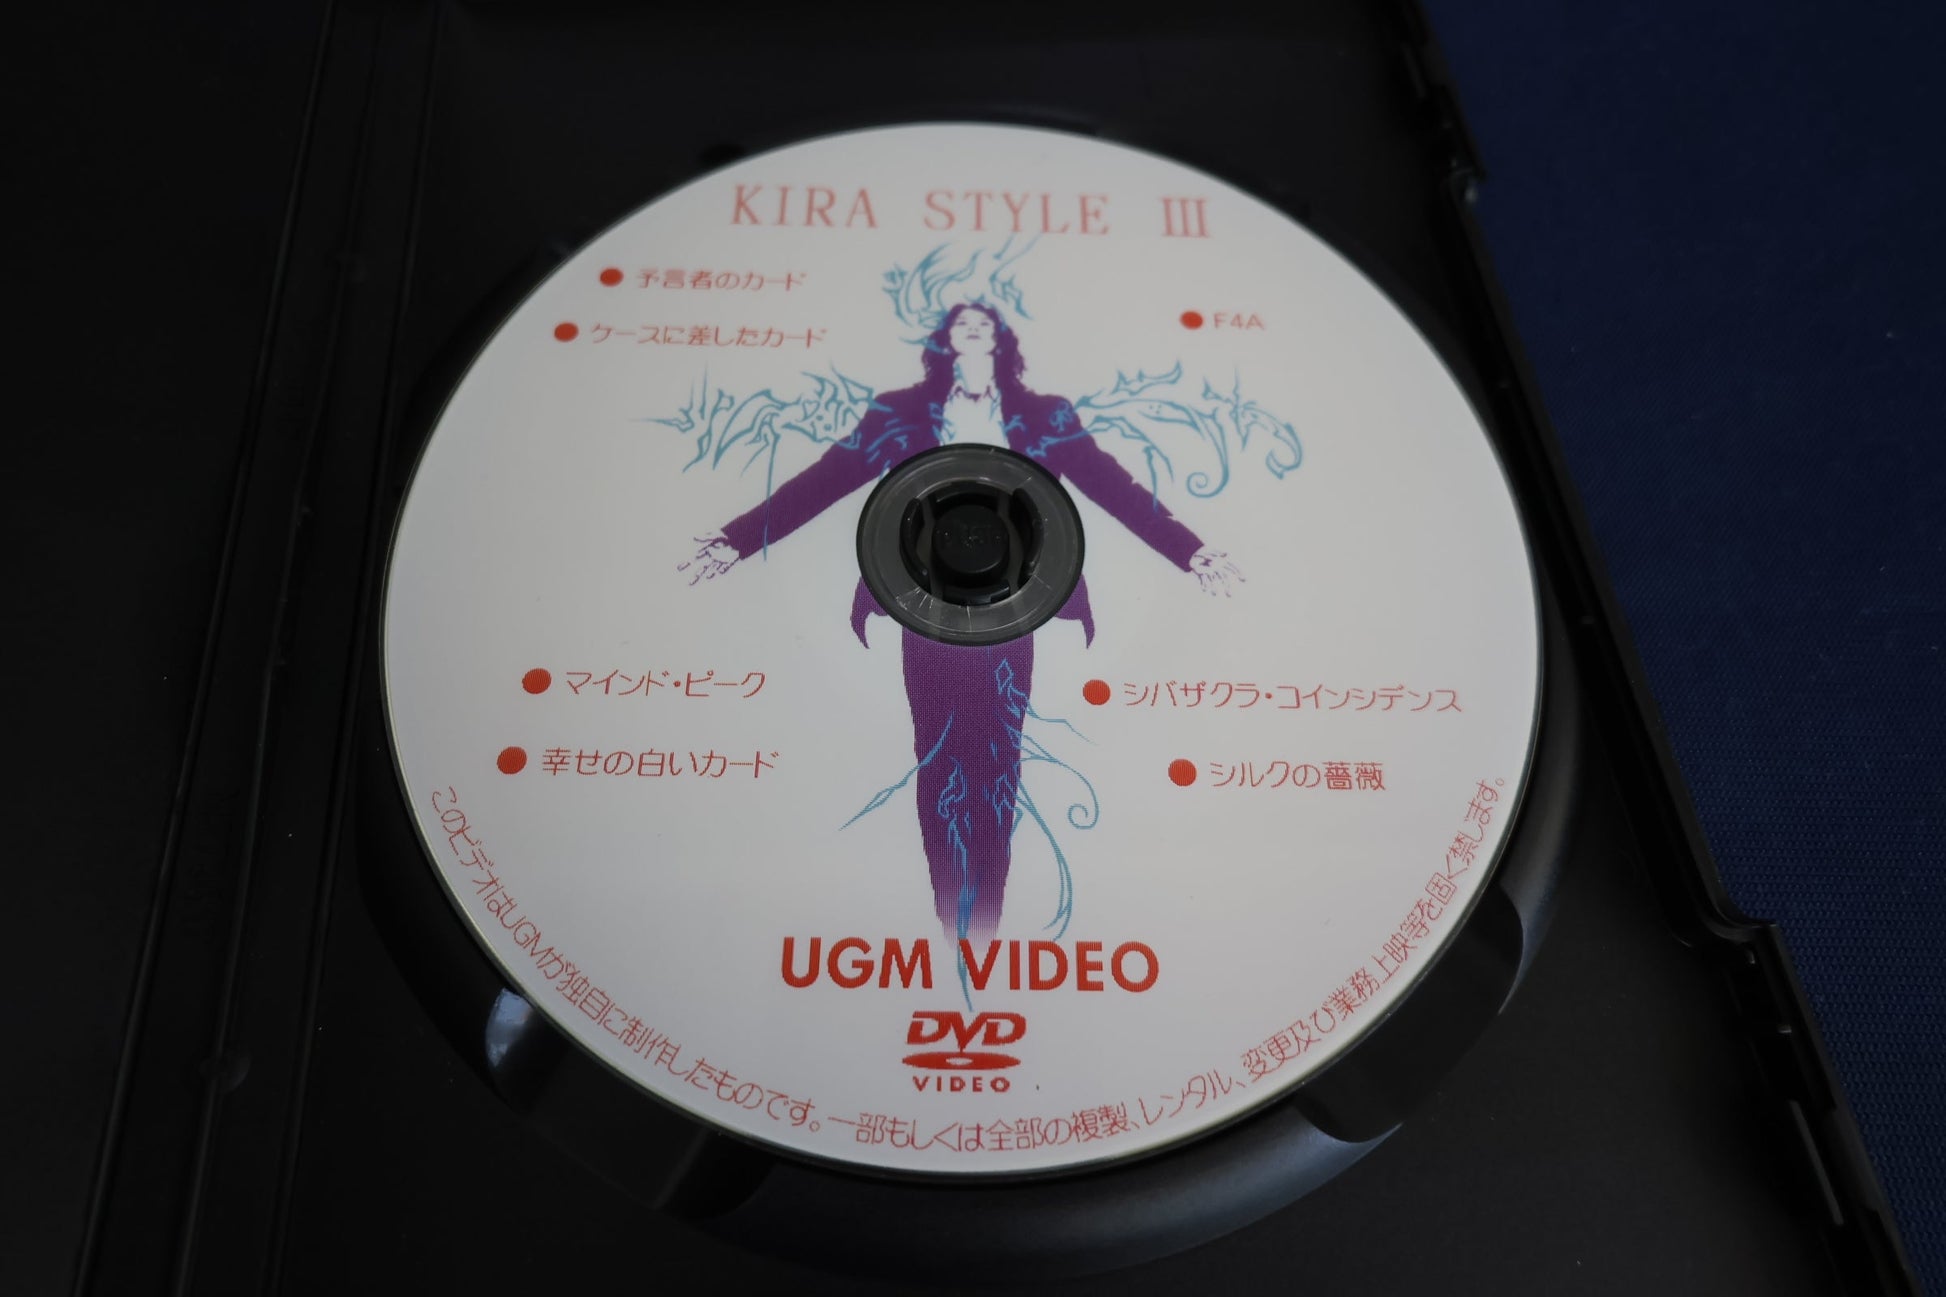 KIRA STYLE III
● 予言者のカード
● ケースに差したカード
● F4A
● マインド・ピーク
● シバザクラ・コインシデンス
● 幸せの白いカード
● シルクの薔薇
UGM VIDEO
DVD
VIDEO
このビデオはUGMが独自に制作したものです。一部もしくは全部の複製、レンタル、変更及び業務上映等を固く禁じます。